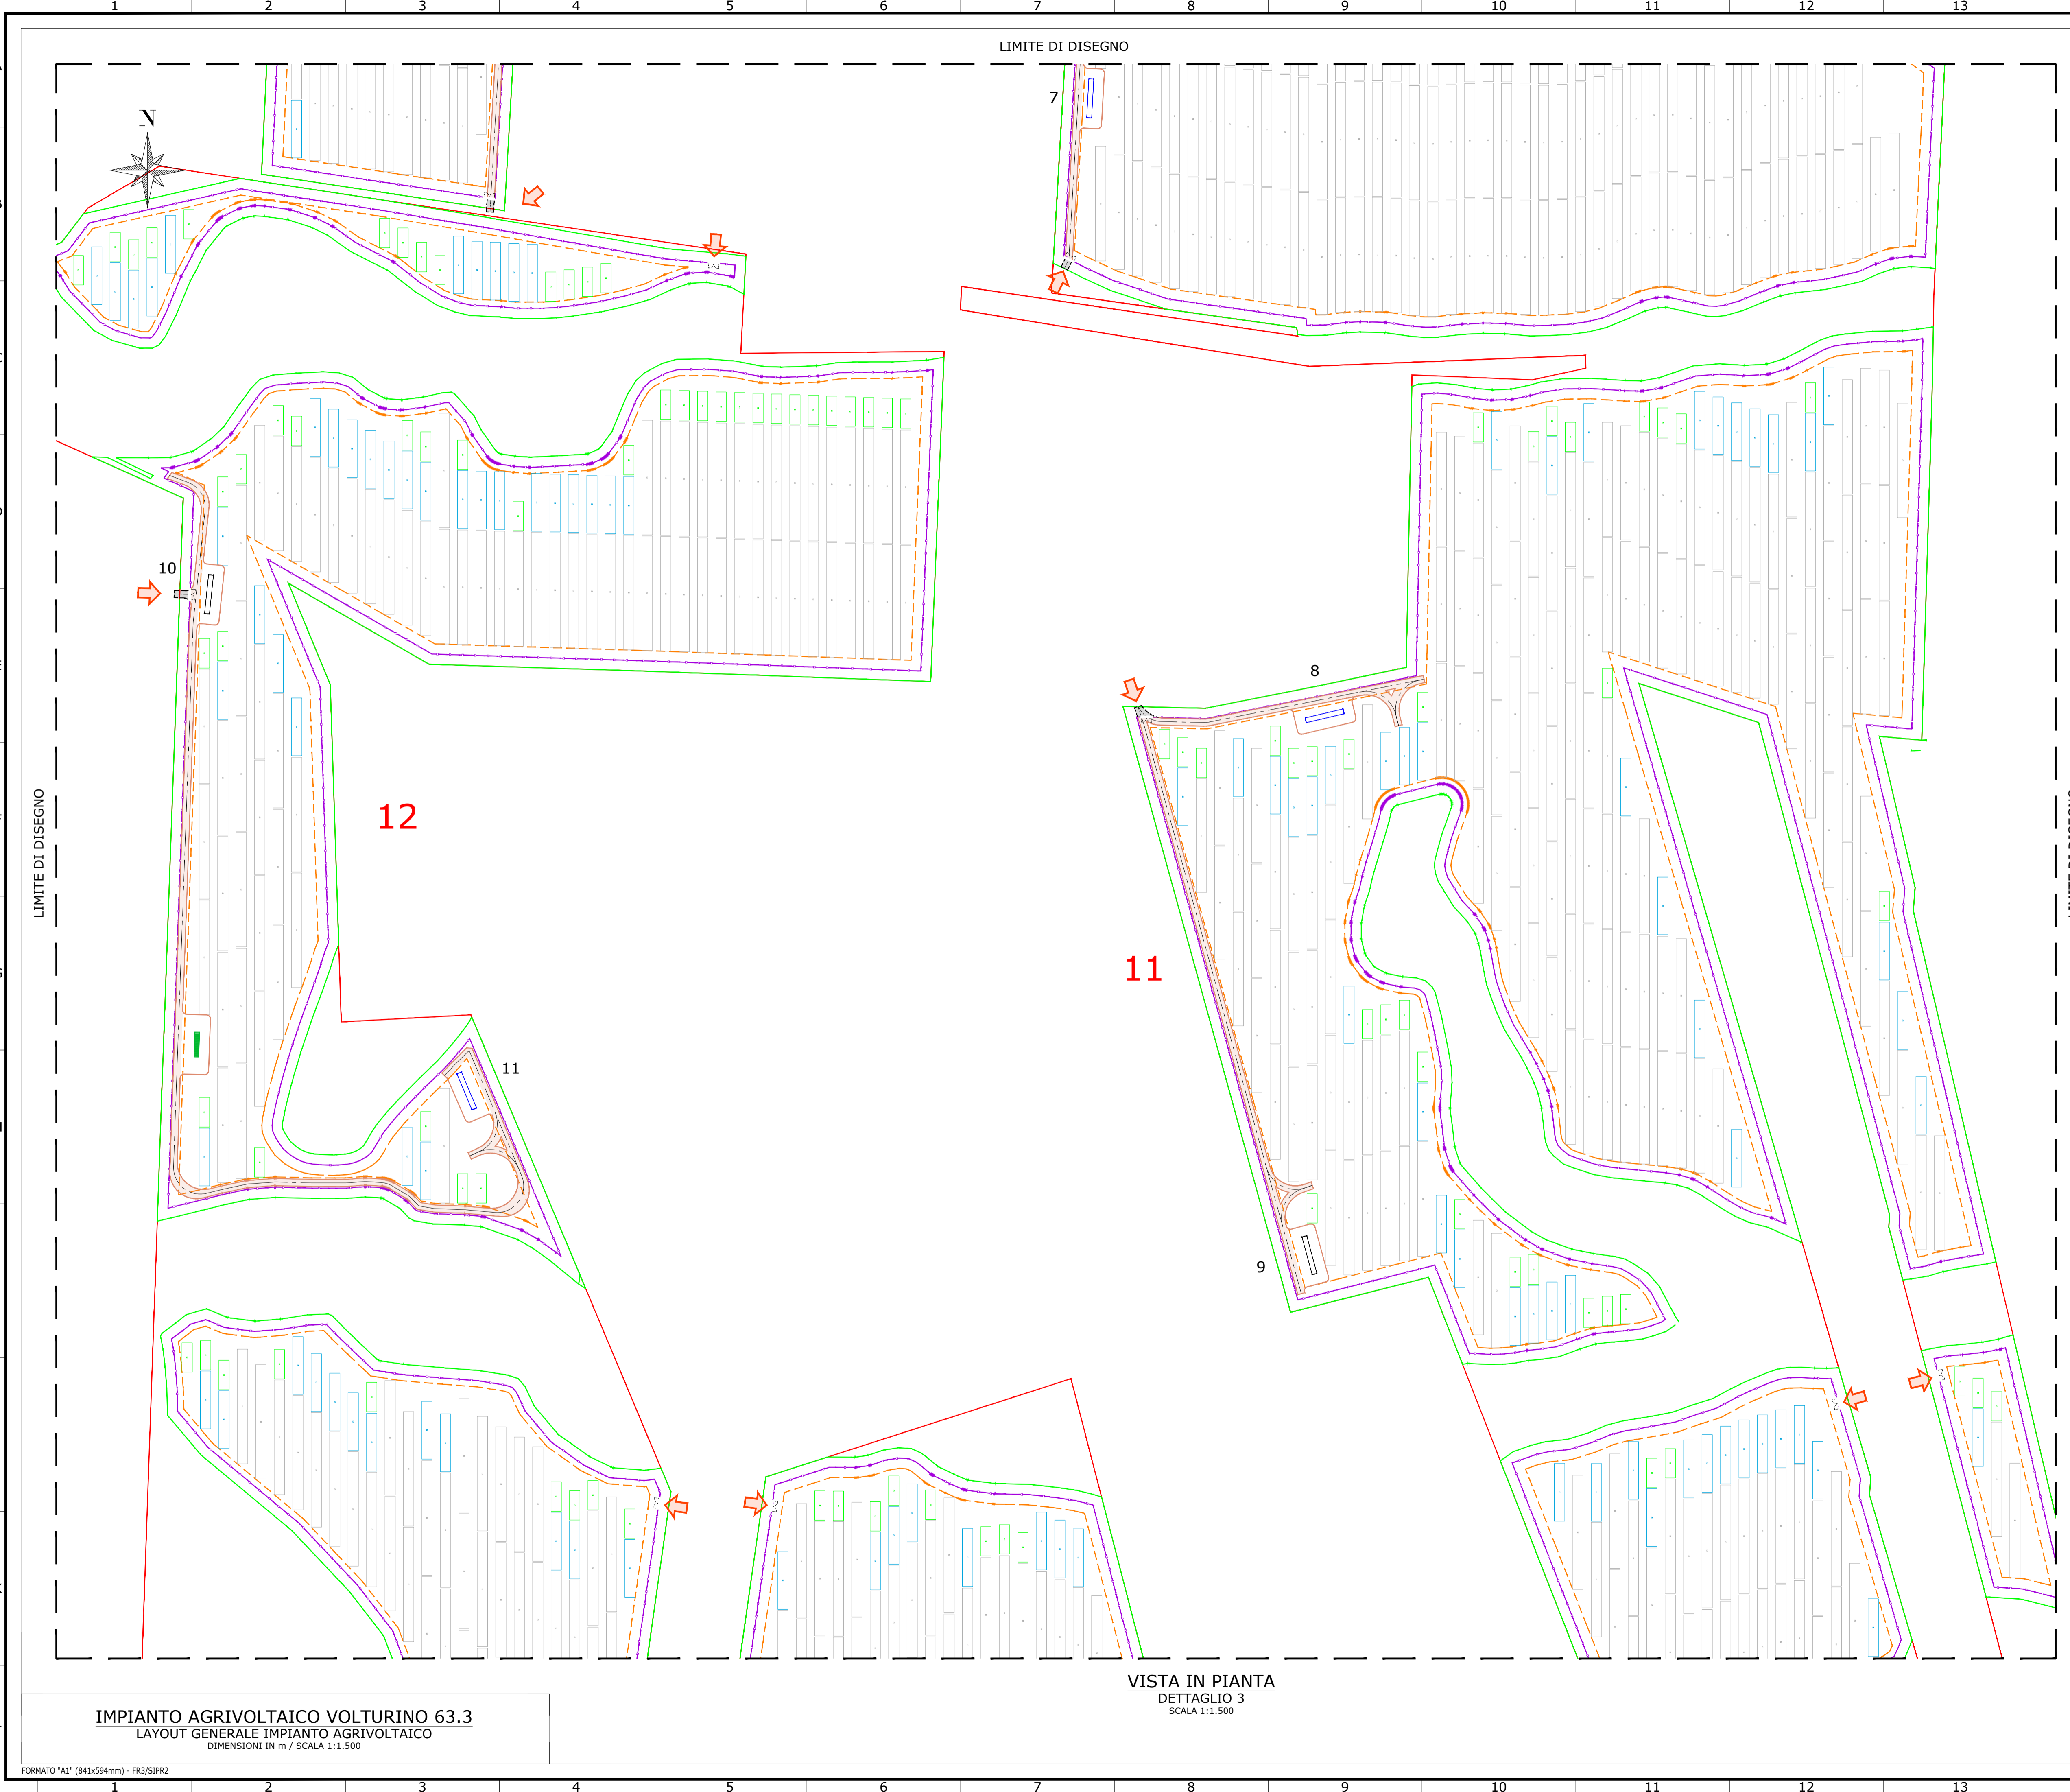 1 2 3 4 5 6 7 8 9 10 11 12 13
LIMITE DI DISEGNO
N
7
10
8
LIMITE DI DISEGNO
12
11
11
9
VISTA IN PIANTA
DETTAGLIO 3
SCALA 1:1.500
IMPIANTO AGRIVOLTAICO VOLTURINO 63.3
LAYOUT GENERALE IMPIANTO AGRIVOLTAICO
DIMENSIONI IN m / SCALA 1:1.500
FORMATO "A1" (841x594mm) - FR3/SIPR2
1 2 3 4 5 6 7 8 9 10 11 12 13